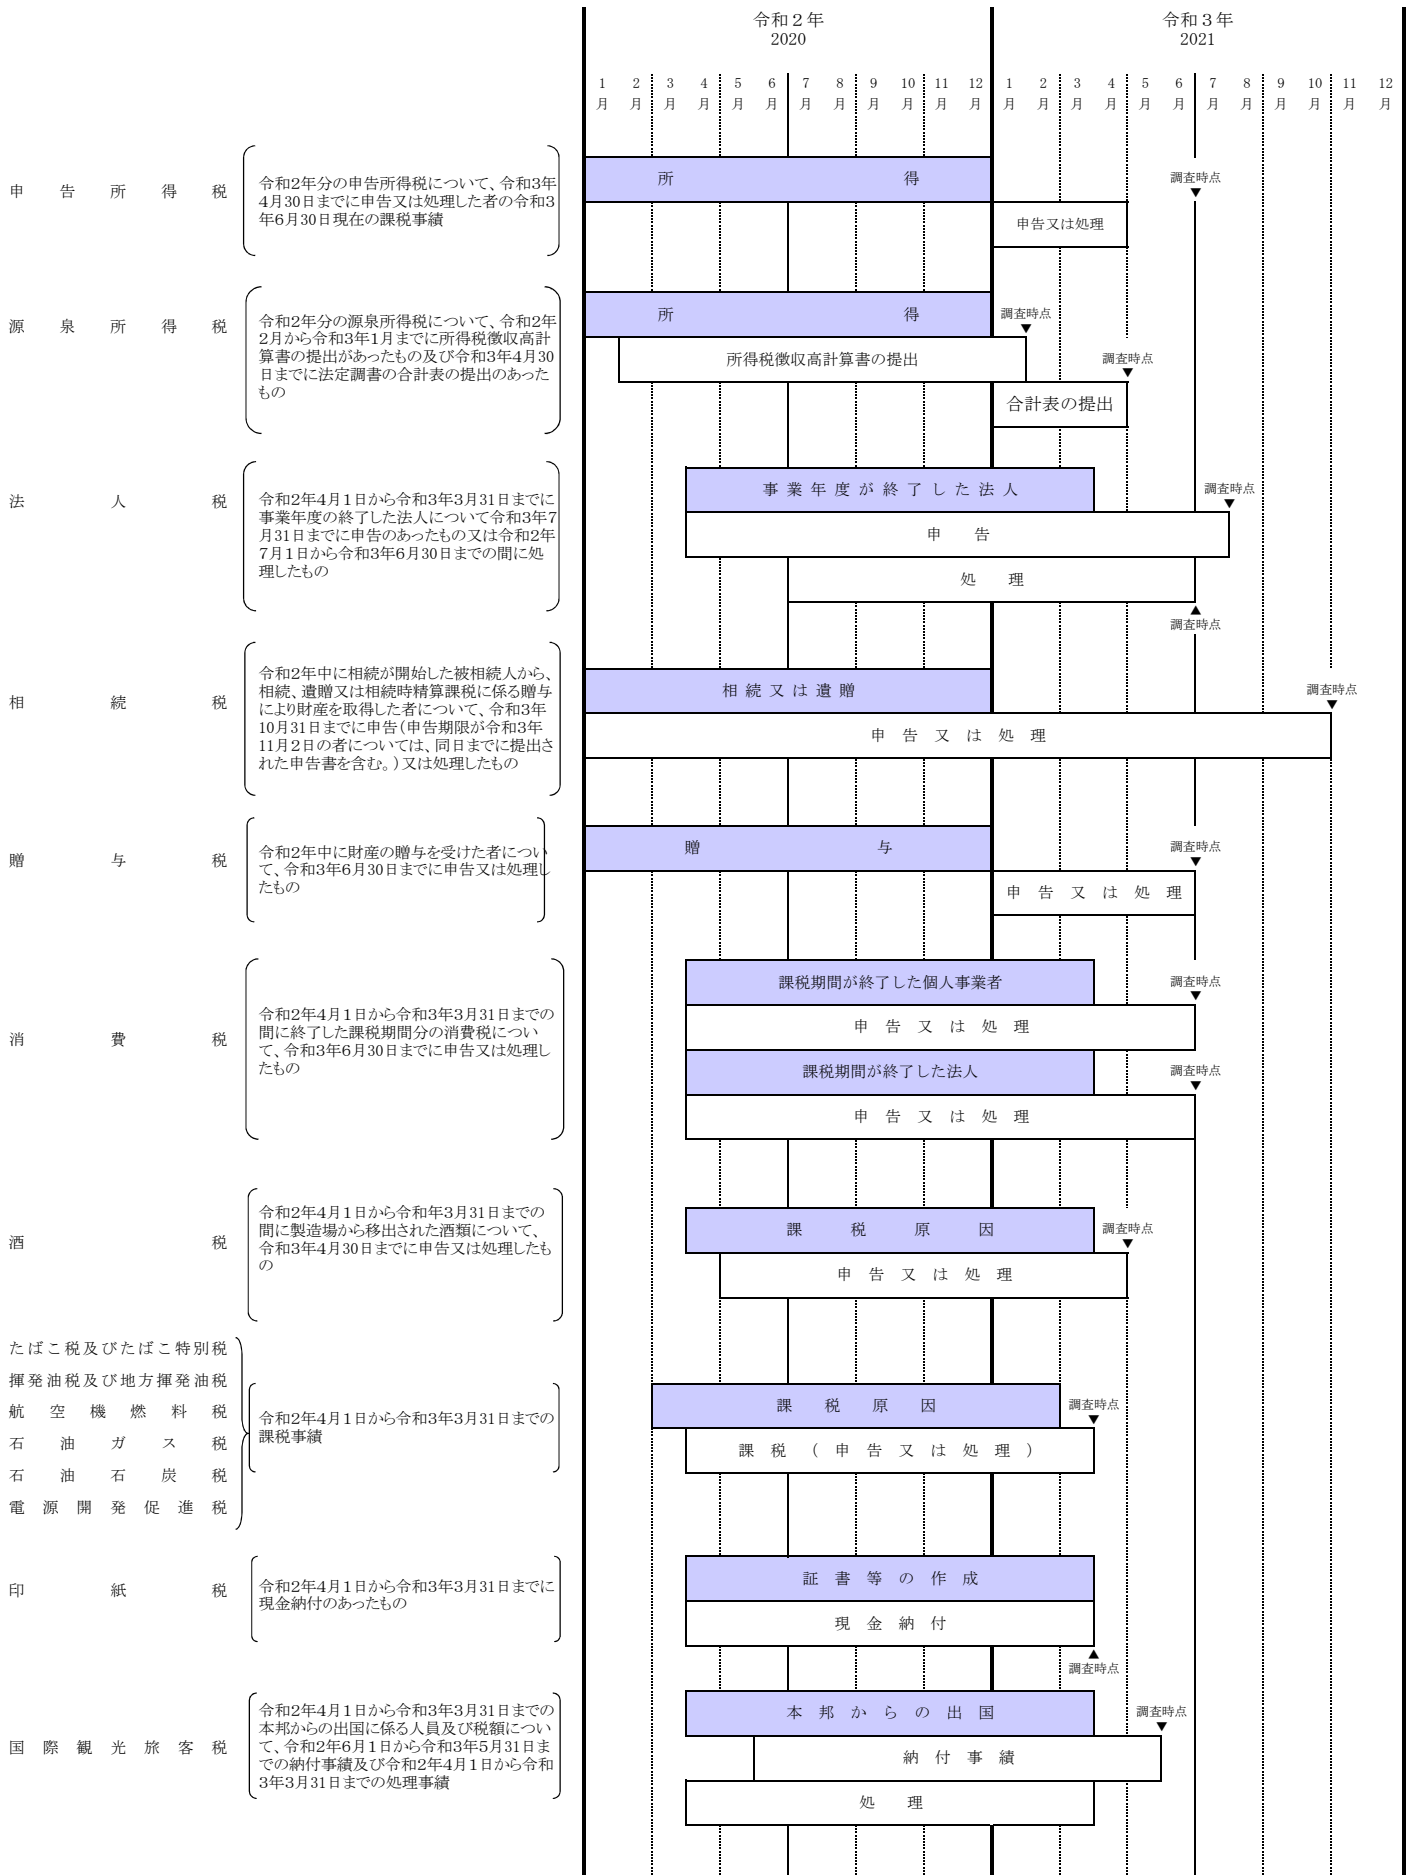 令和２年
2020
令和３年
2021
1 2 3 4 5 6 7 8 9 10 11 12 1 2 3 4 5 6 7 8 9 10 11 12
月 月 月 月 月 月 月 月 月 月 月 月 月 月 月 月 月 月 月 月 月 月 月 月
申告所得税
令和2年分の申告所得税について、令和3年
4月30日までに申告又は処理した者の令和3
年6月30日現在の課税事績
所得
調査時点
▼
申告又は処理
源泉所得税
令和2年分の源泉所得税について、令和2年
2月から令和3年1月までに所得税徴収高計
算書の提出があったもの及び令和3年4月30
日までに法定調書の合計表の提出のあった
もの
所得
調査時点
▼
所得税徴収高計算書の提出
調査時点
▼
合計表の提出
法人税
令和2年4月1日から令和3年3月31日までに
事業年度の終了した法人について令和3年7
月31日までに申告のあったもの又は令和2年
7月1日から令和3年6月30日までの間に処
理したもの
事業年度が終了した法人
調査時点
▼
申告
処理
▲
調査時点
相続税
令和2年中に相続が開始した被相続人から、
相続、遺贈又は相続時精算課税に係る贈与
により財産を取得した者について、令和3年
10月31日までに申告（申告期限が令和3年
11月2日の者については、同日までに提出さ
れた申告書を含む。）又は処理したもの
相続又は遺贈
調査時点
▼
申告又は処理
贈与税
令和2年中に財産の贈与を受けた者につい
て、令和3年6月30日までに申告又は処理し
たもの
贈与
調査時点
▼
申告又は処理
消費税
令和2年4月1日から令和3年3月31日までの
間に終了した課税期間分の消費税につい
て、令和3年6月30日までに申告又は処理し
たもの
課税期間が終了した個人事業者
調査時点
▼
申告又は処理
課税期間が終了した法人
調査時点
▼
申告又は処理
酒税
令和2年4月1日から令和年3月31日までの
間に製造場から移出された酒類について、
令和3年4月30日までに申告又は処理したも
の
課税原因
調査時点
▼
申告又は処理
たばこ税及びたばこ特別税
揮発油税及び地方揮発油税
航空機燃料税
石油ガス税
石油石炭税
電源開発促進税
令和2年4月1日から令和3年3月31日までの
課税事績
課税原因
調査時点
▼
課税（申告又は処理）
印紙税
令和2年4月1日から令和3年3月31日までに
現金納付のあったもの
証書等の作成
現金納付
▲
調査時点
国際観光旅客税
令和2年4月1日から令和3年3月31日までの
本邦からの出国に係る人員及び税額につい
て、令和2年6月1日から令和3年5月31日ま
での納付事績及び令和2年4月1日から令和
3年3月31日までの処理事績
本邦からの出国
調査時点
▼
納付事績
処理